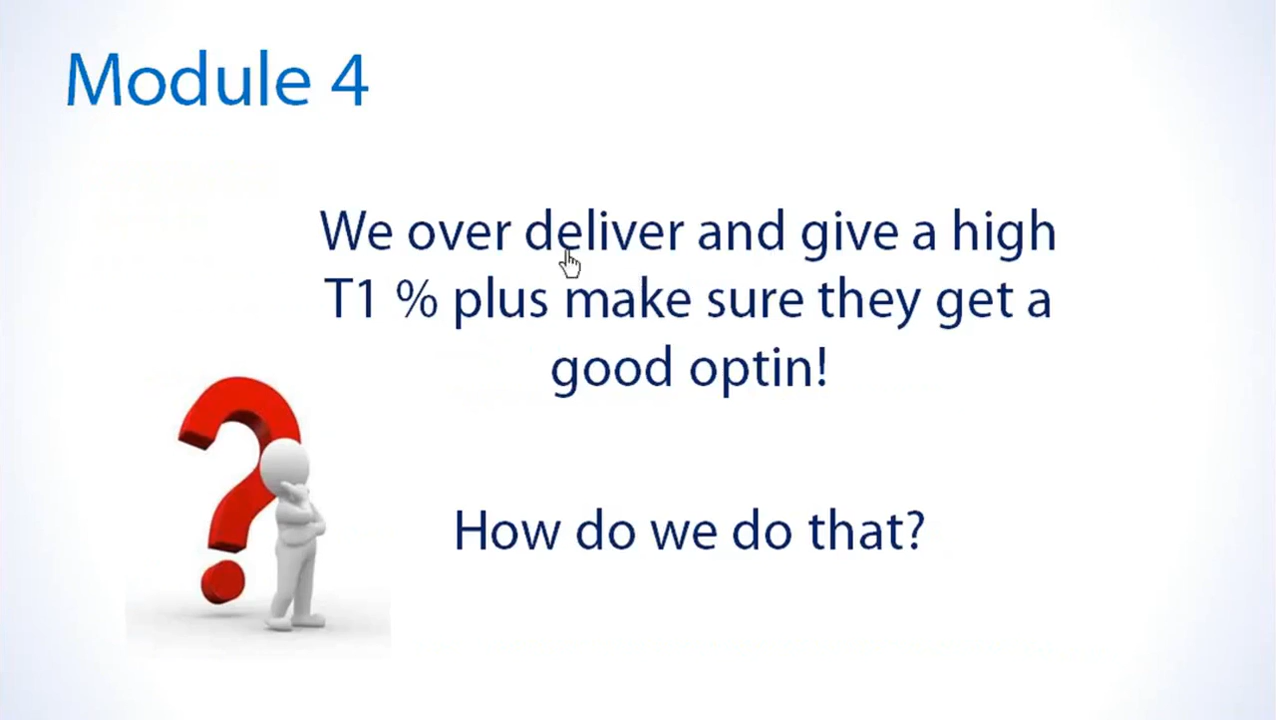 Module 4
We over deliver and give a high
T1 % plus make sure they get a
good optin!
How do we do that?